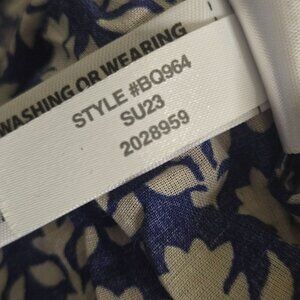 WASHING OR WEARING
STYLE #BQ964
SU23
2028959